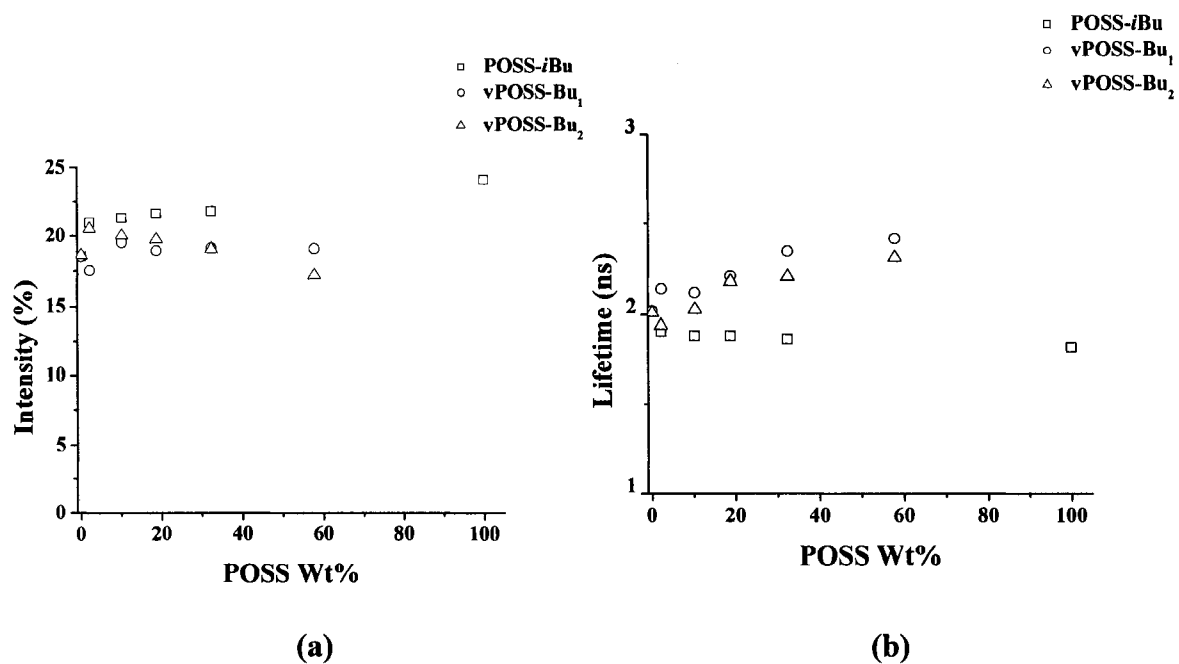 POSS-iBu
vPOSS-Bu1
vPOSS-Bu2
25
20
15
10
5
0
0 20 40 60 80 100
Intensity (%)
POSS Wt%
(a)
POSS-iBu
vPOSS-Bu1
vPOSS-Bu2
3
2
1
0 20 40 60 80 100
Lifetime (ns)
POSS Wt%
(b)